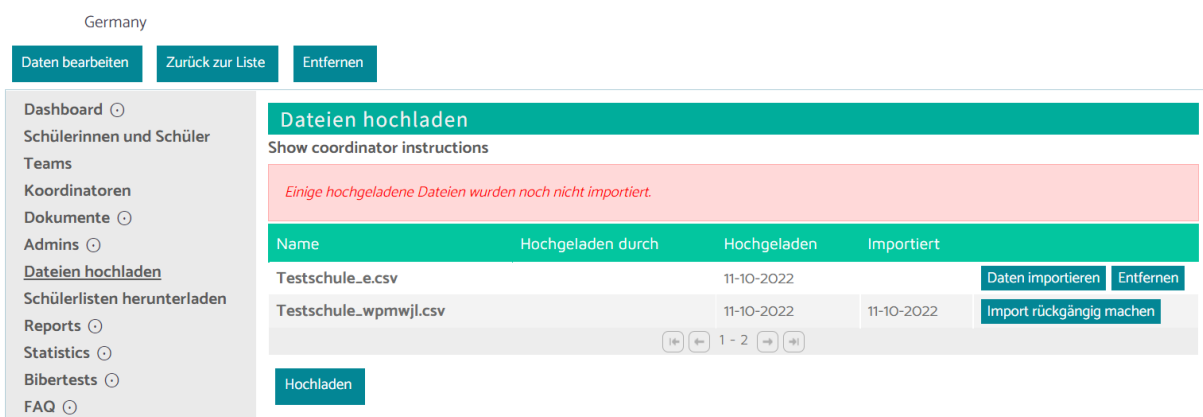 Germany
Daten bearbeiten Zurück zur Liste Entfernen
Dashboard
Schülerinnen und Schüler
Teams
Koordinatoren
Dokumente
Admins
Dateien hochladen
Schülerlisten herunterladen
Reports
Statistics
Bibertests
FAQ
Dateien hochladen
Show coordinator instructions
Einige hochgeladene Dateien wurden noch nicht importiert.
Name Hochgeladen durch Hochgeladen Importiert
Testschule_e.csv 11-10-2022 Daten importieren Entfernen
Testschule_wpmwjl.csv 11-10-2022 11-10-2022 Import rückgängig machen
1 - 2
Hochladen